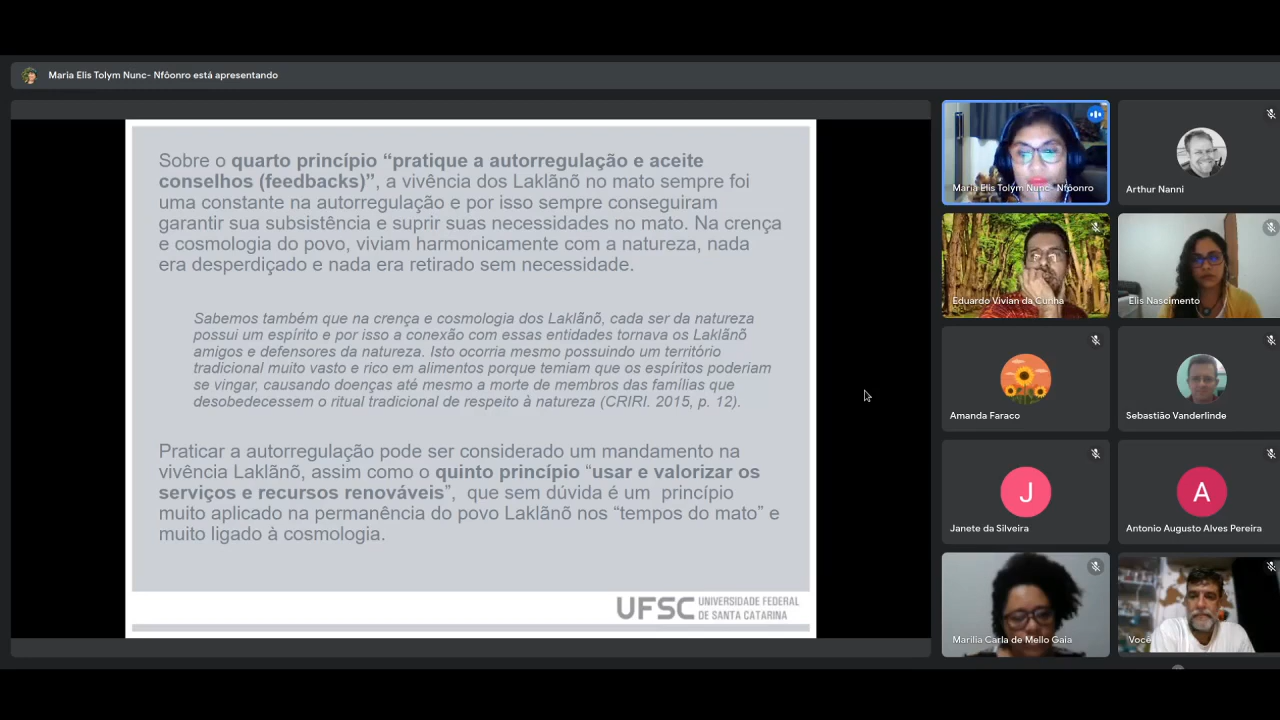 Maria Elis Tolym Nunc- Nfôonro está apresentando
Sobre o quarto princípio “pratique a autorregulação e aceite
conselhos (feedbacks)”, a vivência dos Laklãnõ no mato sempre foi
uma constante na autorregulação e por isso sempre conseguiram
garantir sua subsistência e suprir suas necessidades no mato. Na crença
e cosmologia do povo, viviam harmonicamente com a natureza, nada
era desperdiçado e nada era retirado sem necessidade.
Sabemos também que na crença e cosmologia dos Laklãnõ, cada ser da natureza
possui um espírito e por isso a conexão com essas entidades tornava os Laklãnõ
amigos e defensores da natureza. Isto ocorria mesmo possuindo um território
tradicional muito vasto e rico em alimentos porque temiam que os espíritos poderiam
se vingar, causando doenças até mesmo a morte de membros das famílias que
desobedecessem o ritual tradicional de respeito à natureza (CRIRI. 2015, p. 12).
Praticar a autorregulação pode ser considerado um mandamento na
vivência Laklãnõ, assim como o quinto princípio “usar e valorizar os
serviços e recursos renováveis”, que sem dúvida é um princípio
muito aplicado na permanência do povo Laklãnõ nos “tempos do mato” e
muito ligado à cosmologia.
UFSC UNIVERSIDADE FEDERAL
DE SANTA CATARINA
Maria Elis Tolym Nunc- Nfôonro
Arthur Nanni
Eduardo Vivian da Cunha
Elis Nascimento
Amanda Faraco
Sebastião Vanderlinde
J
Janete da Silveira
A
Antonio Augusto Alves Pereira
Marilia Carla de Mello Gaia
Você